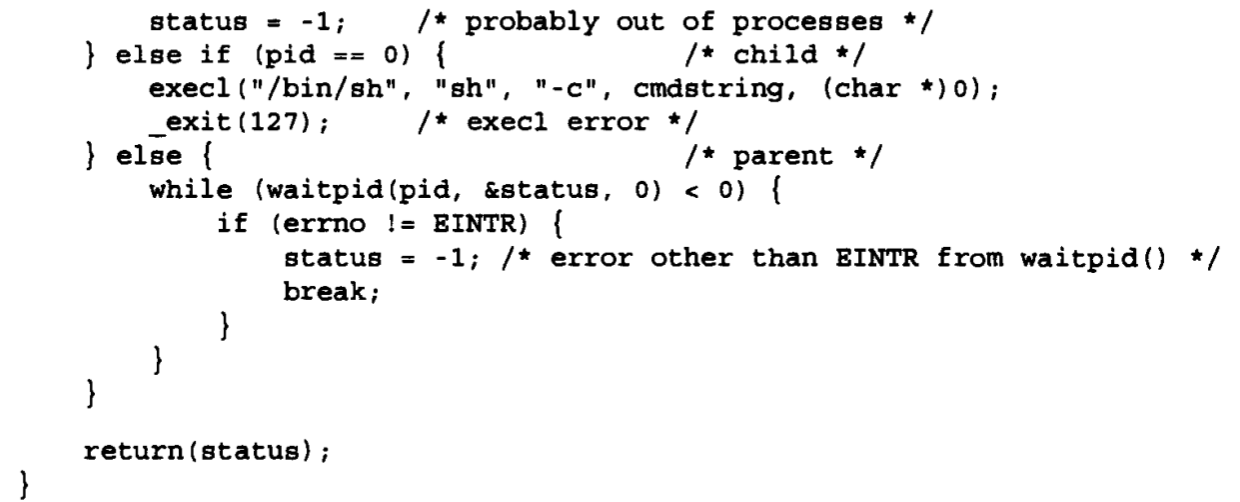 status = -1;     /* probably out of processes */
} else if (pid == 0) {              /* child */
execl("/bin/sh", "sh", "-c", cmdstring, (char *)0);
_exit(127);     /* execl error */
} else {                            /* parent */
while (waitpid(pid, &status, 0) < 0) {
if (errno != EINTR) {
status = -1; /* error other than EINTR from waitpid() */
break;
}
}
}
return(status);
}